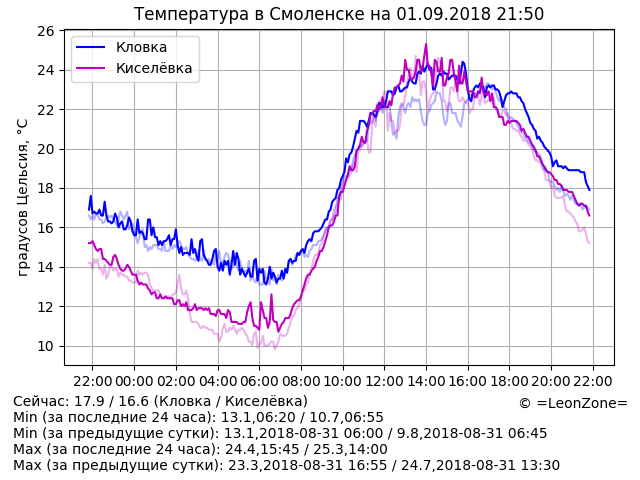 Температура в Смоленске на 01.09.2018 21:50
Кловка
Киселёвка
градусов Цельсия, °C
26
24
22
20
18
16
14
12
10
22:00 00:00 02:00 04:00 06:00 08:00 10:00 12:00 14:00 16:00 18:00 20:00 22:00
Сейчас: 17.9 / 16.6 (Кловка / Киселёвка)
© =LeonZone=
Min (за последние 24 часа): 13.1,06:20 / 10.7,06:55
Min (за предыдущие сутки): 13.1,2018-08-31 06:00 / 9.8,2018-08-31 06:45
Max (за последние 24 часа): 24.4,15:45 / 25.3,14:00
Max (за предыдущие сутки): 23.3,2018-08-31 16:55 / 24.7,2018-08-31 13:30